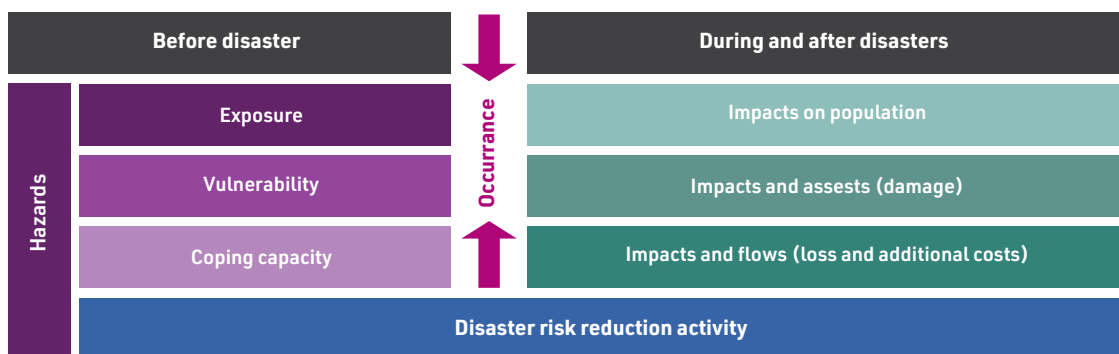 Before disaster
During and after disasters
Hazards
Exposure
Vulnerability
Coping capacity
Occurrance
Impacts on population
Impacts and assests (damage)
Impacts and flows (loss and additional costs)
Disaster risk reduction activity